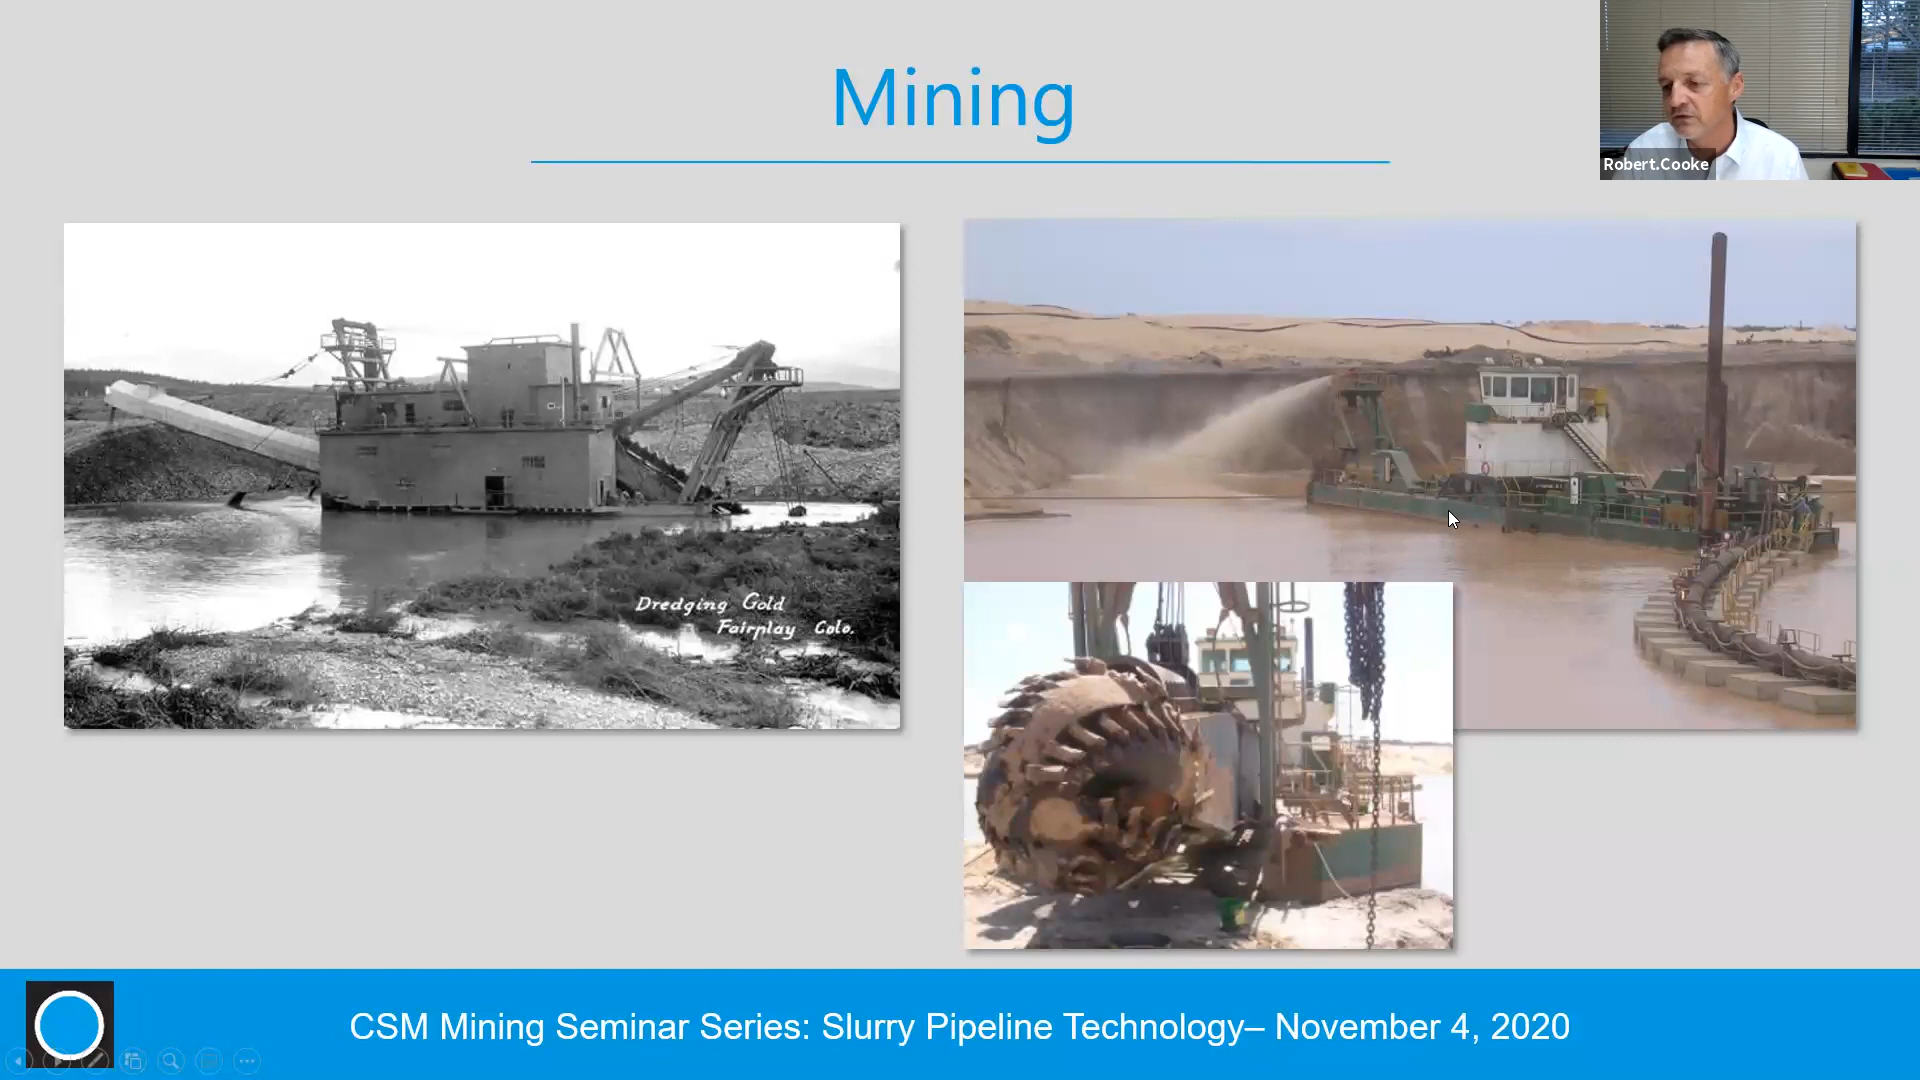 Mining
Robert.Cooke
Dredging Gold
Fairplay Colo.
CSM Mining Seminar Series: Slurry Pipeline Technology– November 4, 2020